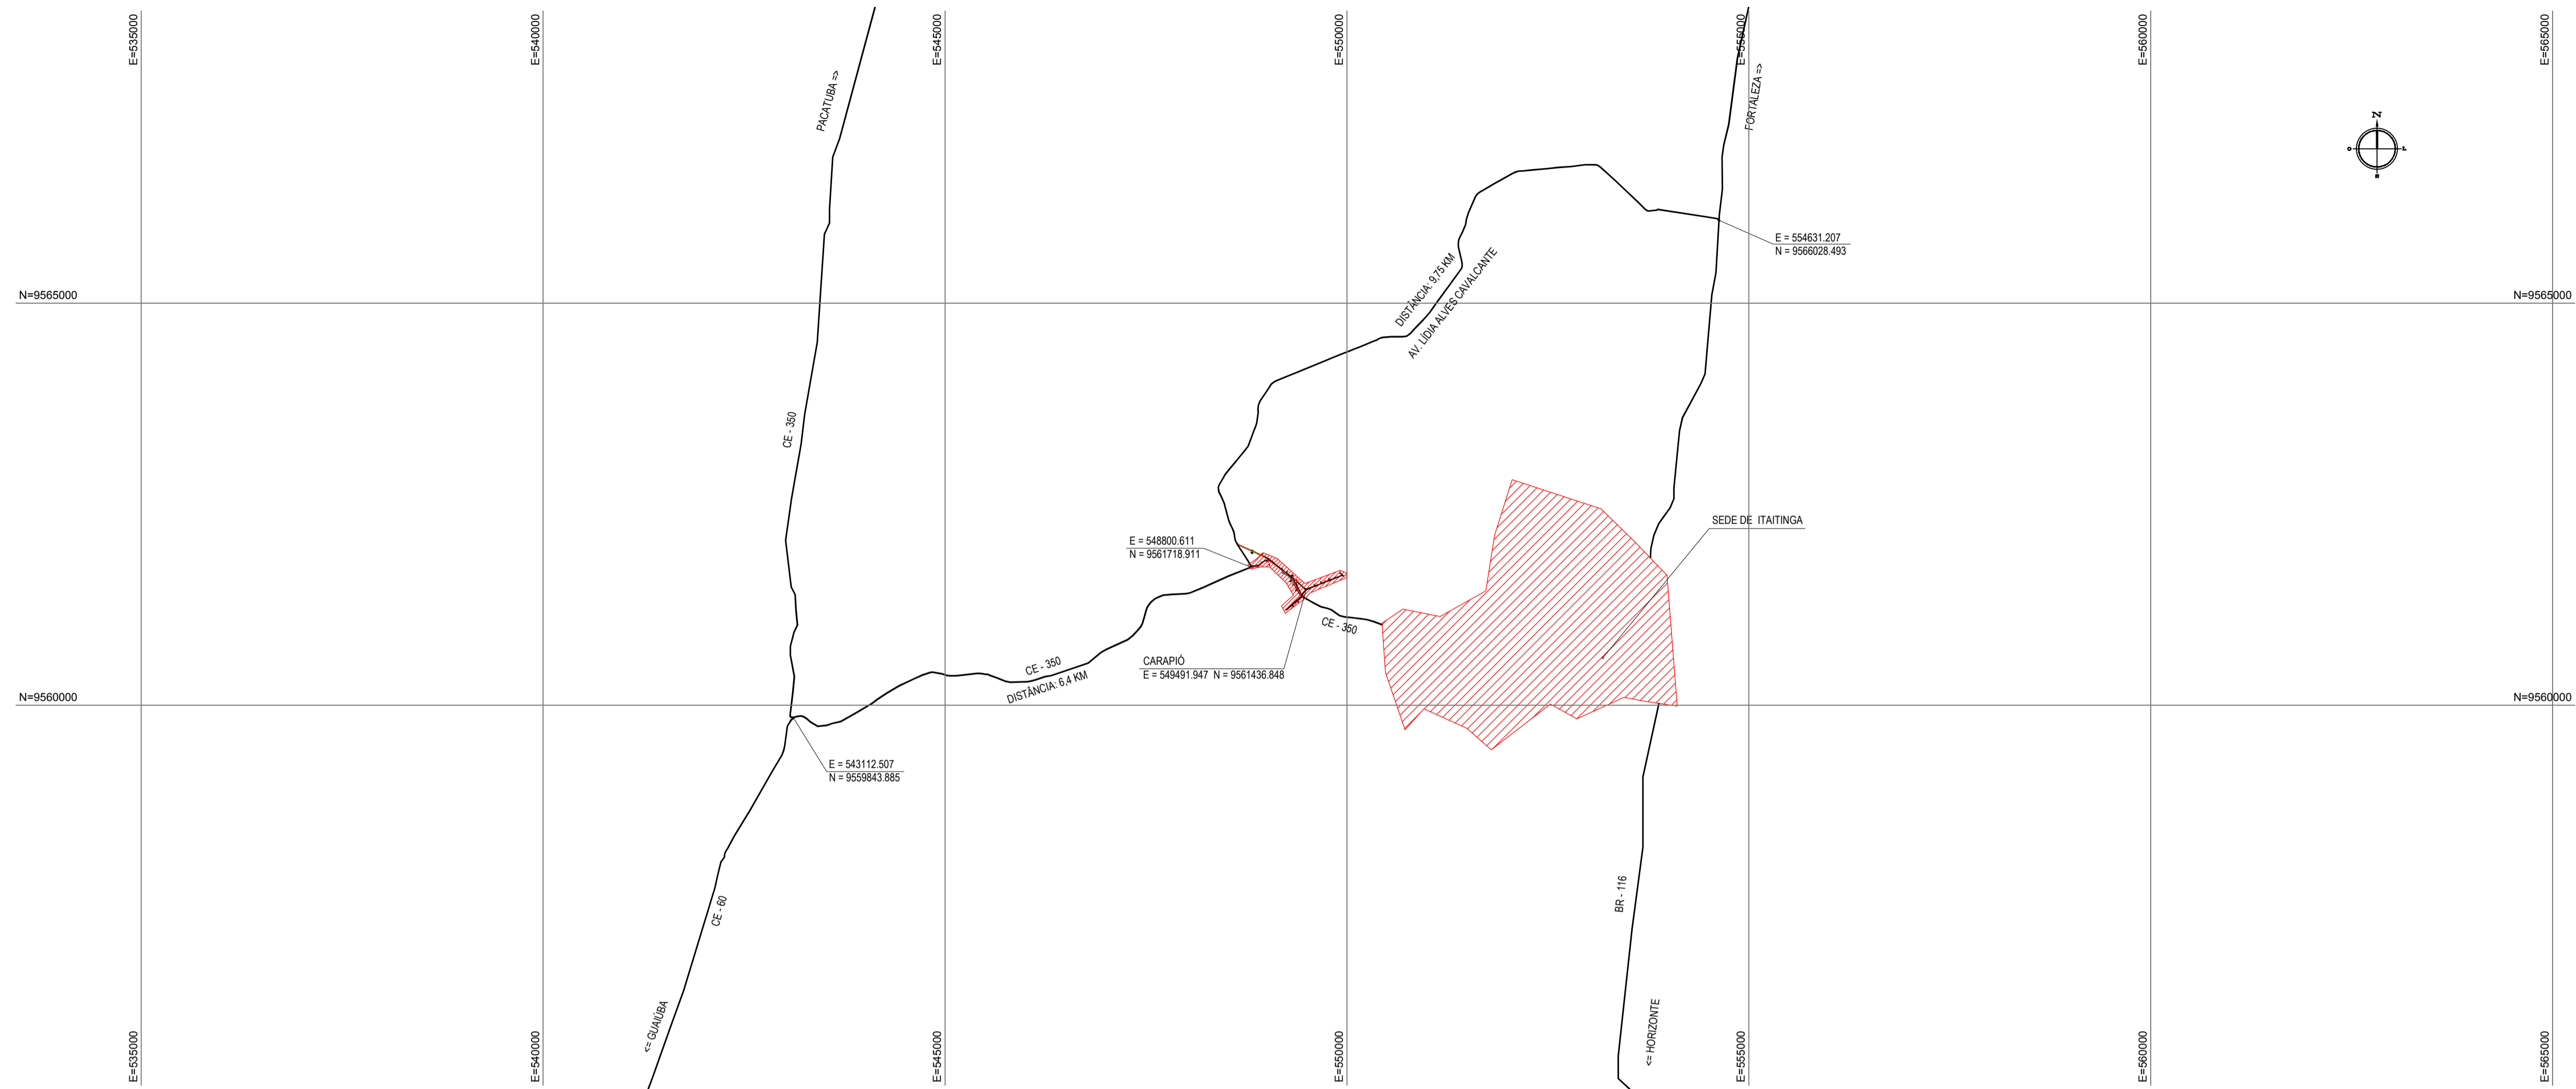 E=535000
E=540000
E=545000
E=550000
E=555000
E=560000
E=565000
PACATUBA =>
FORTALEZA =>
N
O
L
S
E = 554631.207
N = 9566028.493
DISTÂNCIA: 9,75 KM
AV. LÍDIA ALVES CAVALCANTE
N=9565000
N=9565000
CE - 350
SEDE DE ITAITINGA
E = 548800.611
N = 9561718.911
CE - 350
CE - 350
DISTÂNCIA: 6,4 KM
CARAPIÓ
E = 549491.947 N = 9561436.848
N=9560000
N=9560000
E = 543112.507
N = 9559843.885
CE - 60
BR - 116
<= GUAIÚBA
<= HORIZONTE
E=535000
E=540000
E=545000
E=550000
E=555000
E=560000
E=565000